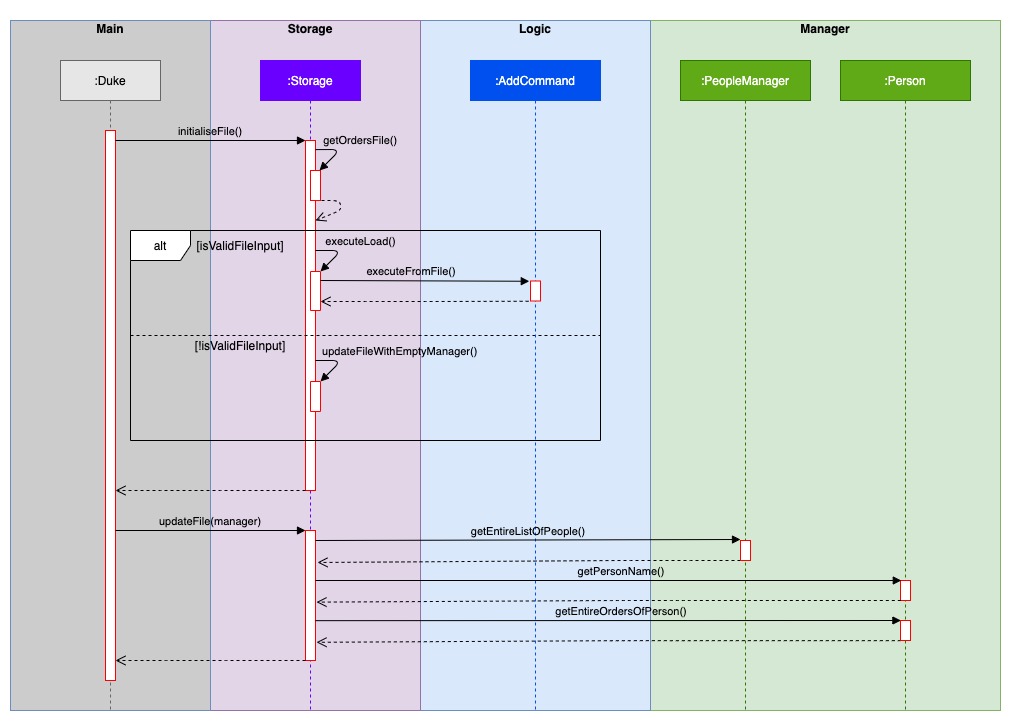 Main
Storage
Logic
Manager
:Duke
:Storage
:AddCommand
:PeopleManager
:Person
initialiseFile()
getOrdersFile()
alt
[isValidFileInput]
executeLoad()
executeFromFile()
[!isValidFileInput]
updateFileWithEmptyManager()
updateFile(manager)
getEntireListOfPeople()
getPersonName()
getEntireOrdersOfPerson()